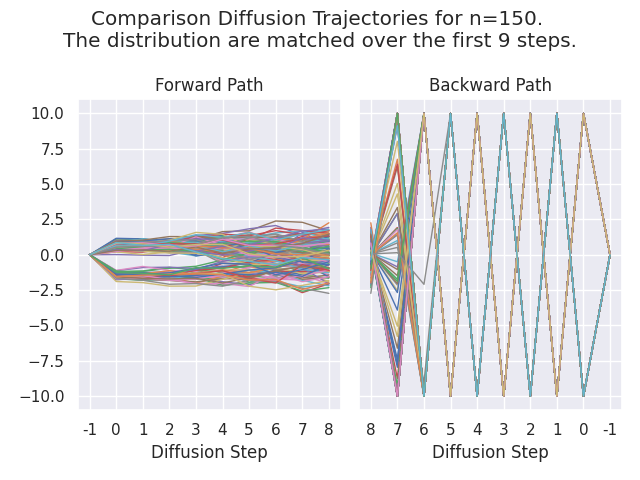 Comparison Diffusion Trajectories for n=150.
The distribution are matched over the first 9 steps.
Forward Path
Backward Path
10.0
7.5
5.0
2.5
0.0
−2.5
−5.0
−7.5
−10.0
-1 0 1 2 3 4 5 6 7 8
8 7 6 5 4 3 2 1 0 -1
Diffusion Step
Diffusion Step